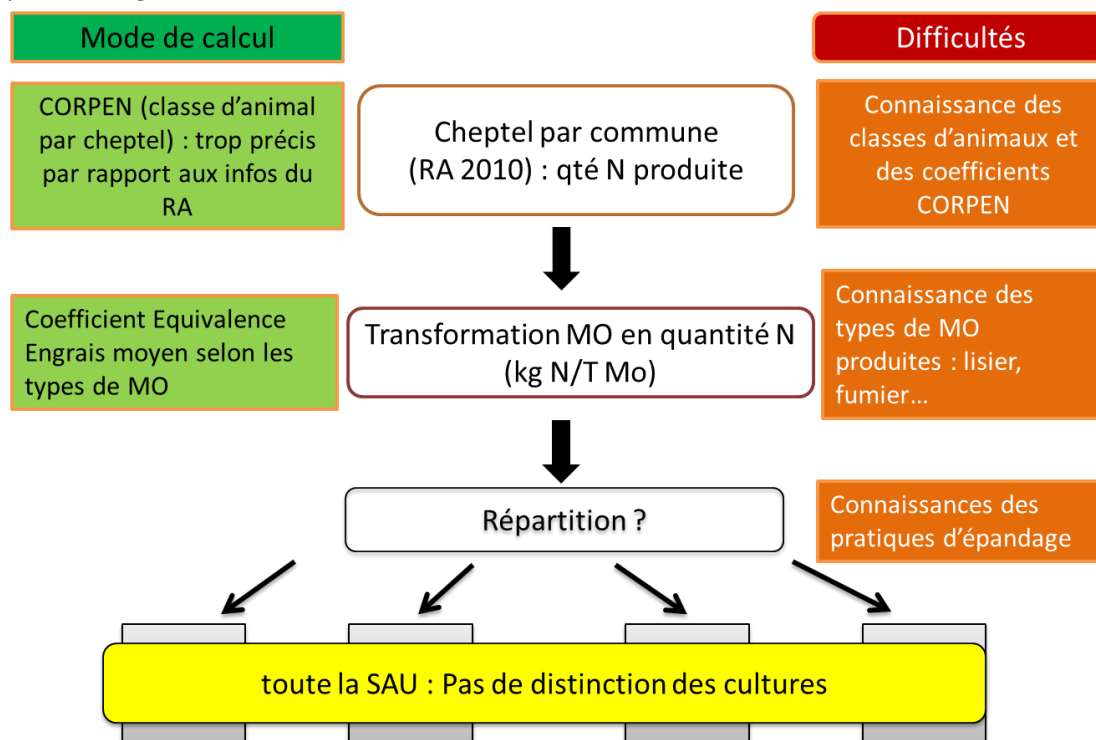 Mode de calcul
Difficultés
CORPEN (classe d’animal
par cheptel) : trop précis
par rapport aux infos du
RA
Cheptel par commune
(RA 2010) : qté N produite
Connaissance des
classes d’animaux et
des coefficients
CORPEN
Coefficient Equivalence
Engrais moyen selon les
types de MO
Transformation MO en quantité N
(kg N/T Mo)
Connaissance des
types de MO
produites : lisier,
fumier…
Répartition ?
Connaissances des
pratiques d’épandage
toute la SAU : Pas de distinction des cultures